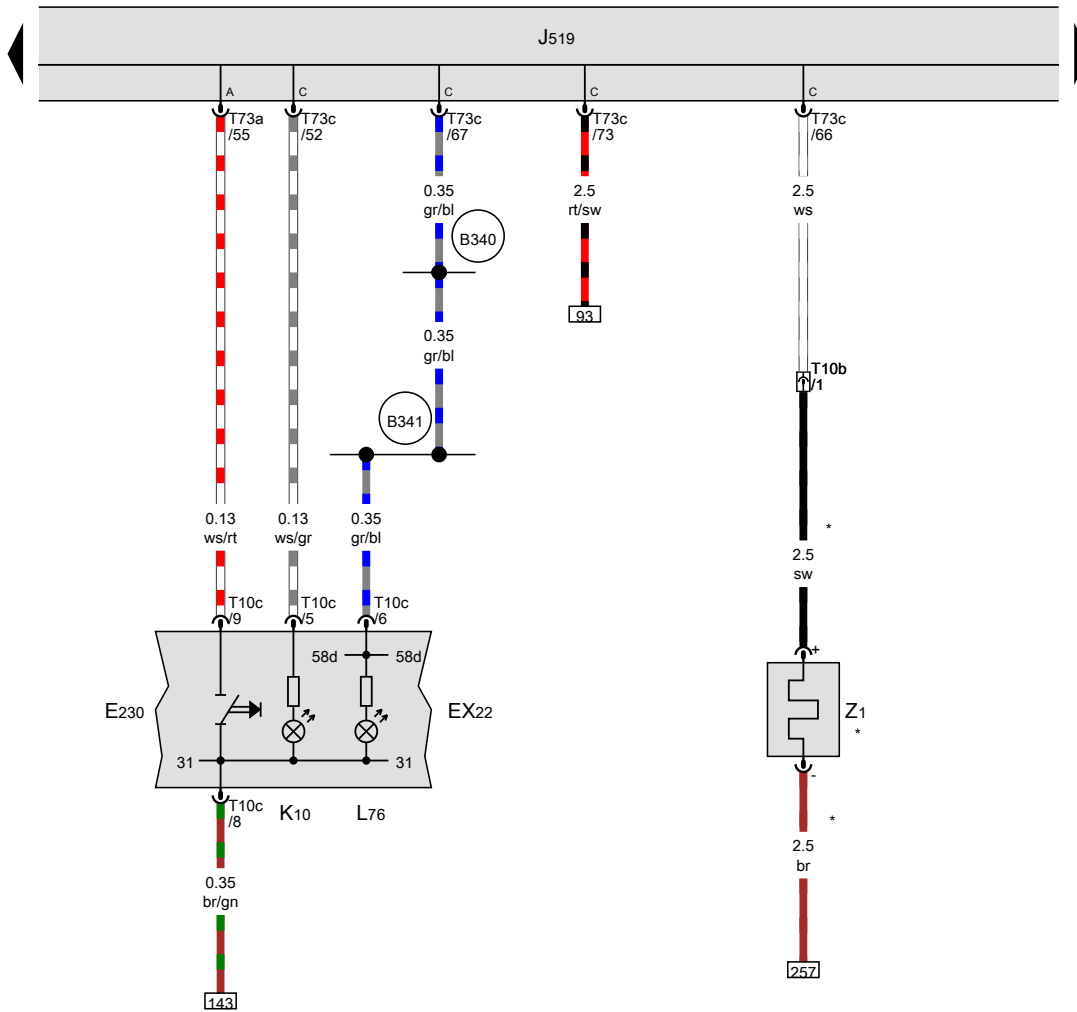 J519
A
C
C
C
C
T73a
/55
T73c
/52
T73c
/67
T73c
/73
T73c
/66
0.35
gr/bl
2.5
rt/sw
2.5
ws
B340
93
0.35
gr/bl
T10b
/1
B341
0.13
ws/rt
0.13
ws/gr
0.35
gr/bl
*
2.5
sw
T10c
/9
T10c
/5
T10c
/6
+
58d
58d
E230
EX22
Z1
*
31
31
-
T10c
/8
K10
L76
*
2.5
br
0.35
br/gn
257
143